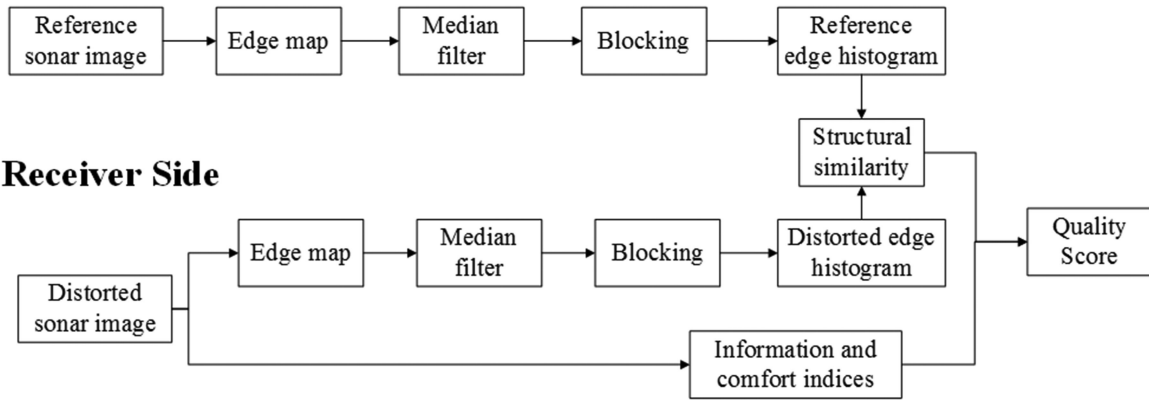 Reference
sonar image
Edge map
Median
filter
Blocking
Reference
edge histogram
Structural
similarity
Receiver Side
Edge map
Median
filter
Blocking
Distorted edge
histogram
Quality
Score
Distorted
sonar image
Information and
comfort indices